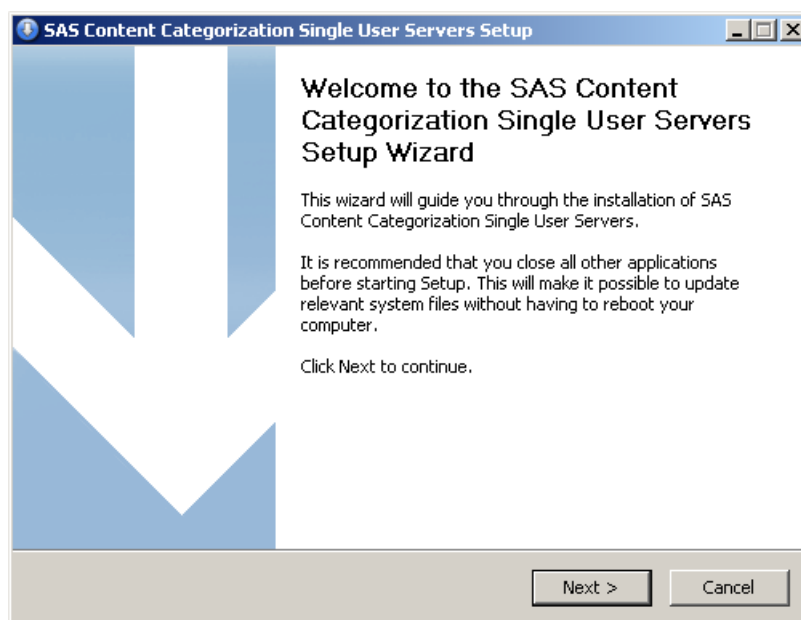 SAS Content Categorization Single User Servers Setup
Welcome to the SAS Content
Categorization Single User Servers
Setup Wizard
This wizard will guide you through the installation of SAS
Content Categorization Single User Servers.
It is recommended that you close all other applications
before starting Setup. This will make it possible to update
relevant system files without having to reboot your
computer.
Click Next to continue.
Next >
Cancel